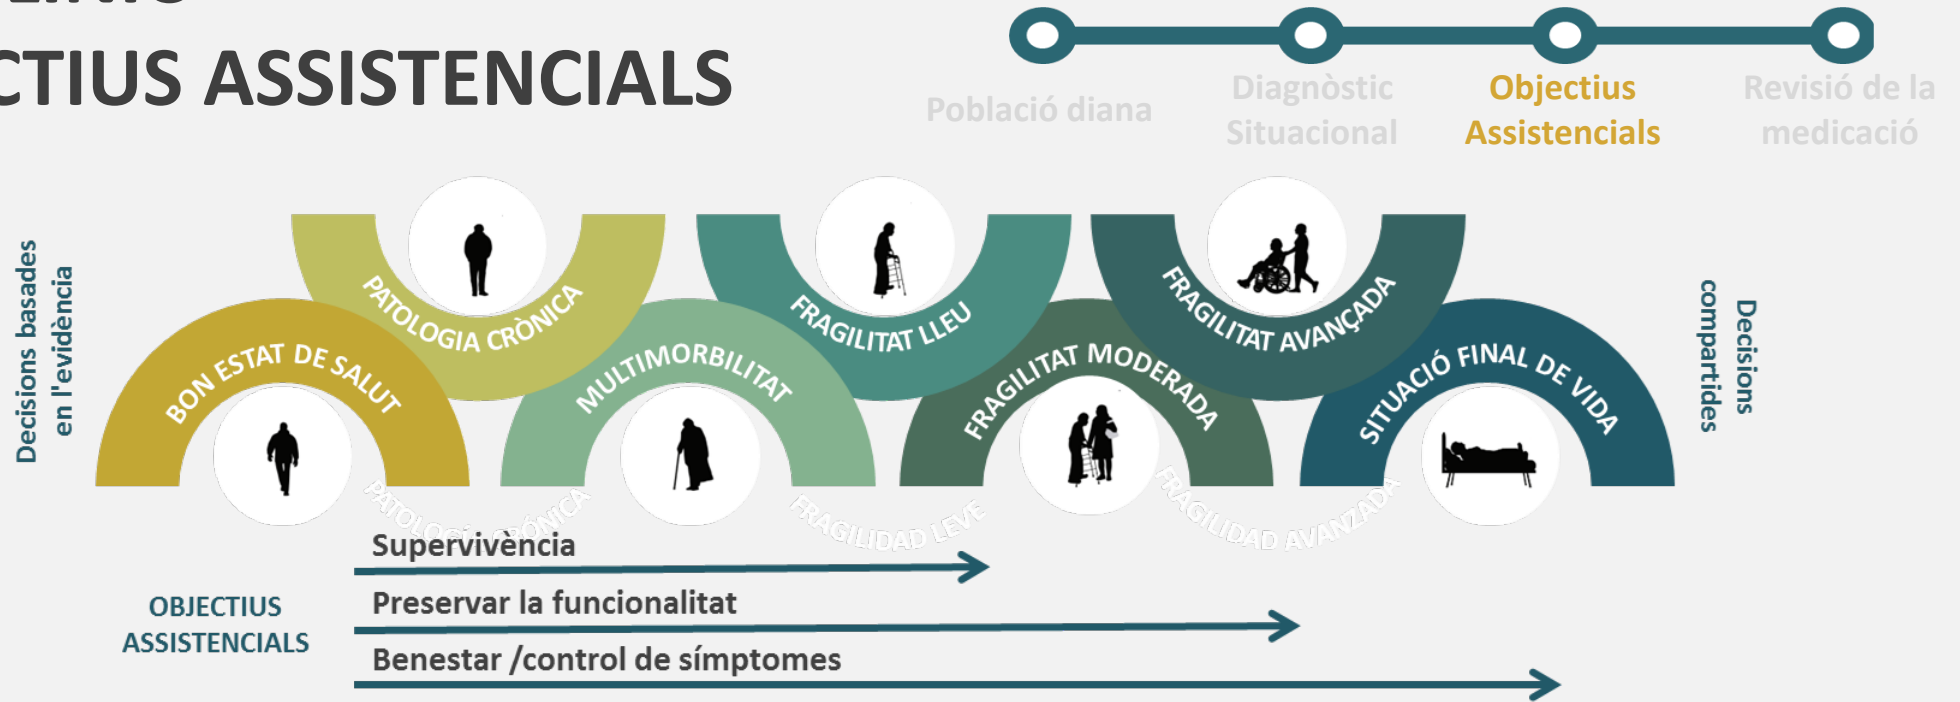 CTIUS ASSISTENCIALS
Població diana
Diagnòstic
Situacional
Objectius
Assistencials
Revisió de la
medicació
Decisions basades
en l'evidència
BON ESTAT DE SALUT
PATOLOGIA CRÒNICA
MULTIMORBILITAT
FRAGILITAT LLEU
FRAGILITAT MODERADA
FRAGILITAT AVANÇADA
SITUACIÓ FINAL DE VIDA
Decisions
compartides
PATOLOGÍA CRÓNICA
FRAGILIDAD LEVE
FRAGILIDAD AVANZADA
OBJECTIUS
ASSISTENCIALS
Supervivència
Preservar la funcionalitat
Benestar /control de símptomes